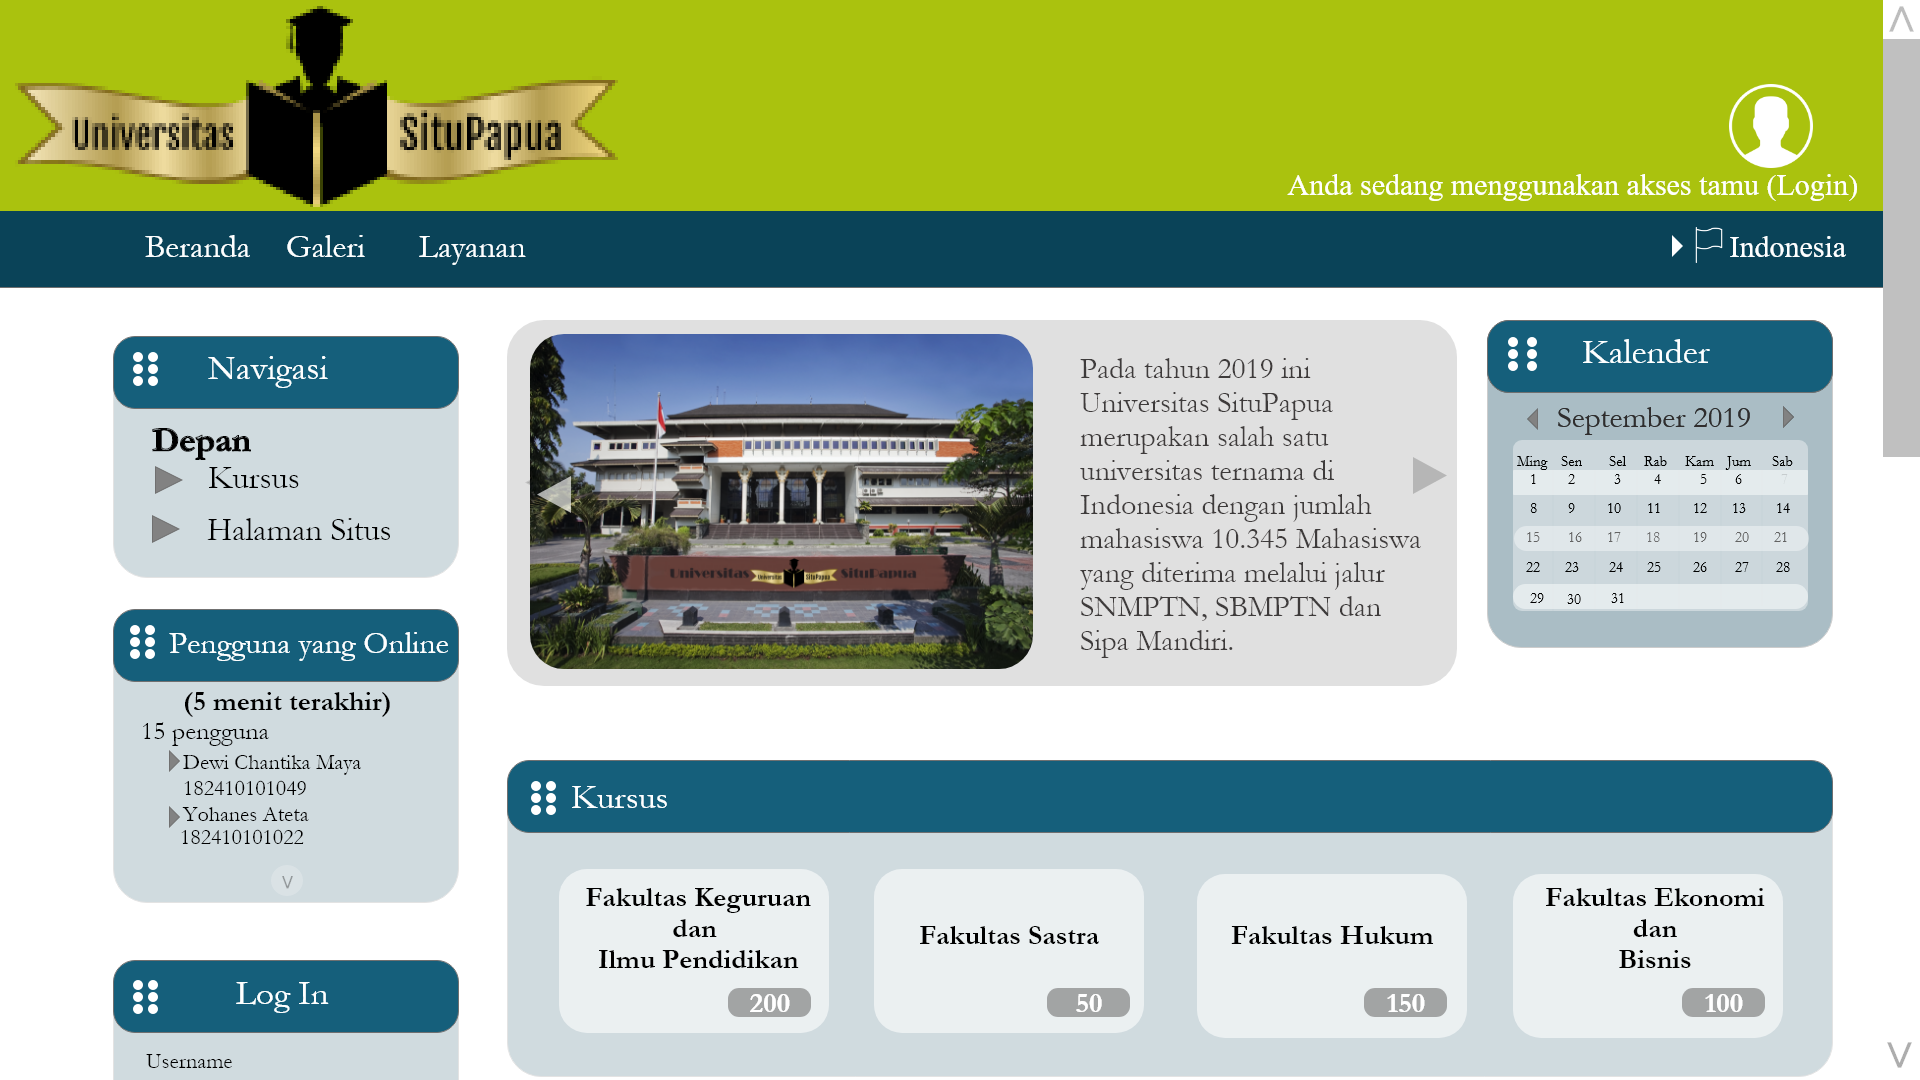 Universitas SituPapua
Anda sedang menggunakan akses tamu (Login)
Beranda Galeri Layanan
Indonesia
Navigasi
Depan
Kursus
Halaman Situs
Pengguna yang Online
(5 menit terakhir)
15 pengguna
Dewi Chantika Maya
182410101049
Yohanes Ateta
182410101022
v
Log In
Username
Universitas Universitas SituPapua SituPapua
Pada tahun 2019 ini
Universitas SituPapua
merupakan salah satu
universitas ternama di
Indonesia dengan jumlah
mahasiswa 10.345 Mahasiswa
yang diterima melalui jalur
SNMPTN, SBMPTN dan
Sipa Mandiri.
Kalender
September 2019
Ming Sen Sel Rab Kam Jum Sab
1 2 3 4 5 6 7
8 9 10 11 12 13 14
15 16 17 18 19 20 21
22 23 24 25 26 27 28
29 30 31
Kursus
Fakultas Keguruan
dan
Ilmu Pendidikan
200
Fakultas Sastra
50
Fakultas Hukum
150
Fakultas Ekonomi
dan
Bisnis
100